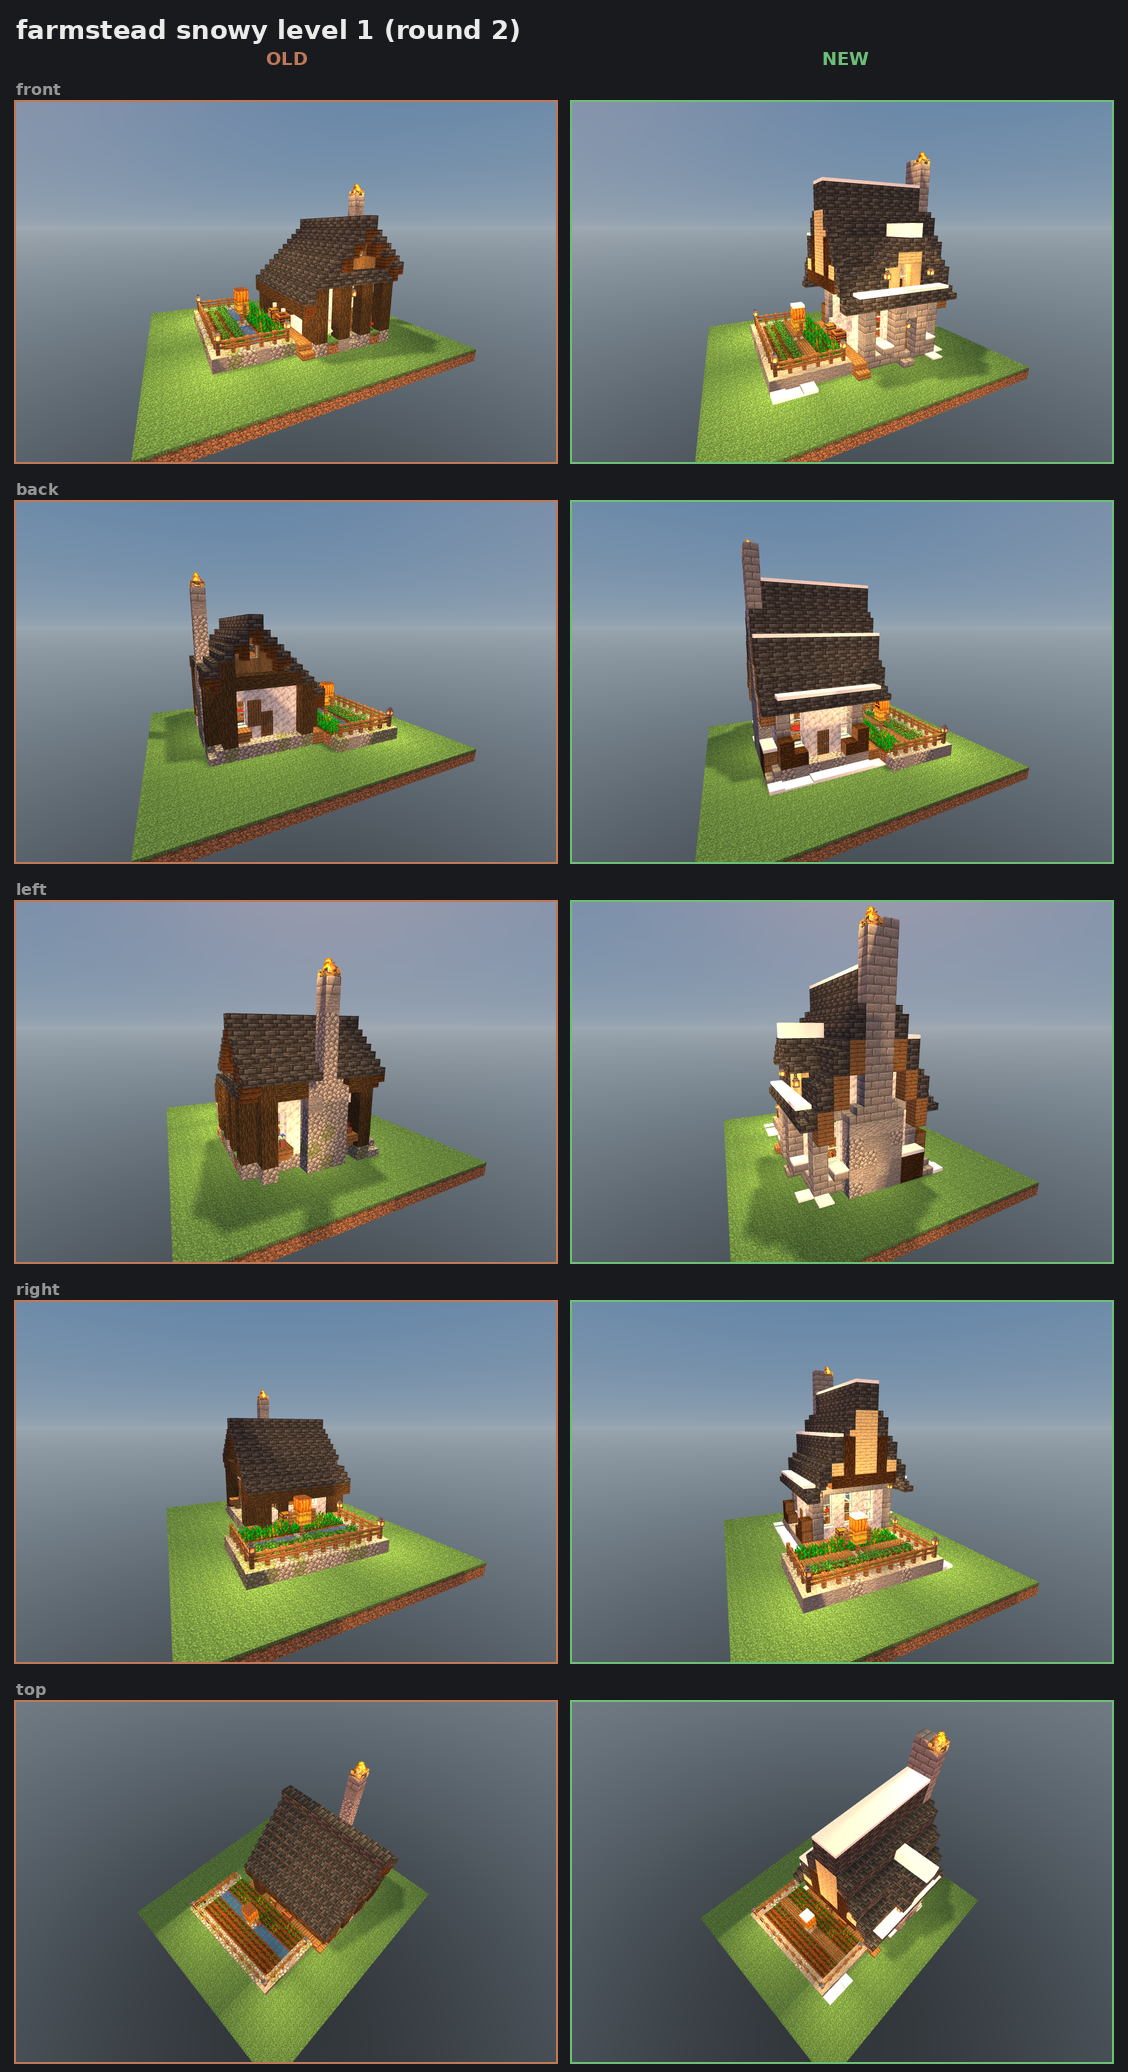 farmstead snowy level 1 (round 2)
OLD
NEW
front
back
left
right
top